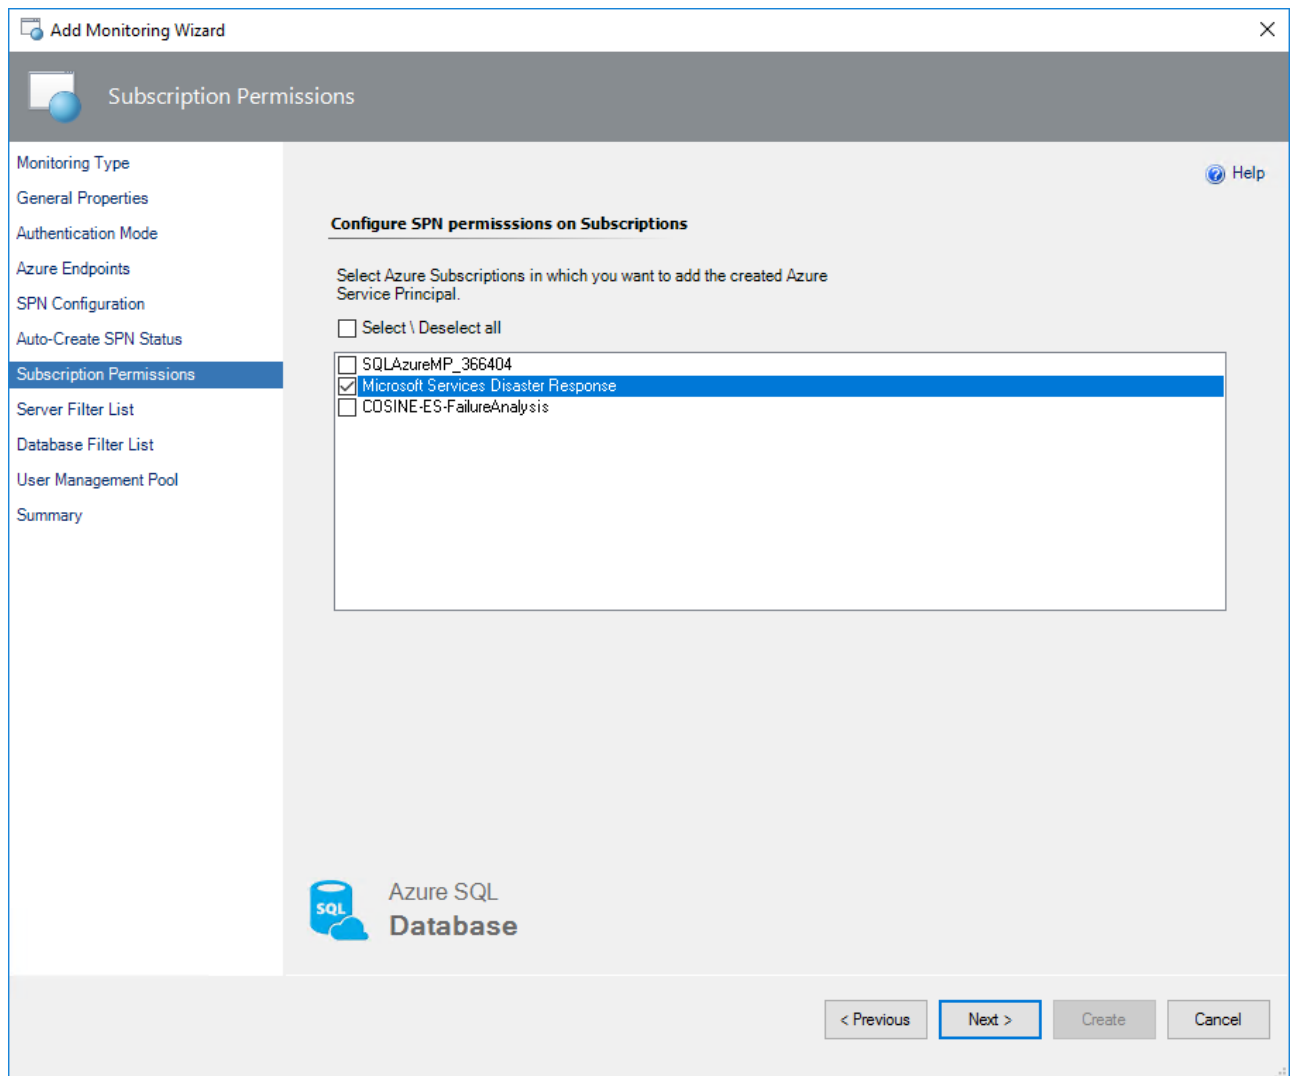 Add Monitoring Wizard
Subscription Permissions
Monitoring Type
General Properties
Authentication Mode
Azure Endpoints
SPN Configuration
Auto-Create SPN Status
Subscription Permissions
Server Filter List
Database Filter List
User Management Pool
Summary
Help
Configure SPN permisssions on Subscriptions
Select Azure Subscriptions in which you want to add the created Azure
Service Principal.
Select \ Deselect all
SQLAzureMP_366404
Microsoft Services Disaster Response
COSINE-ES-FailureAnalysis
SQL
Azure SQL
Database
< Previous
Next >
Create
Cancel